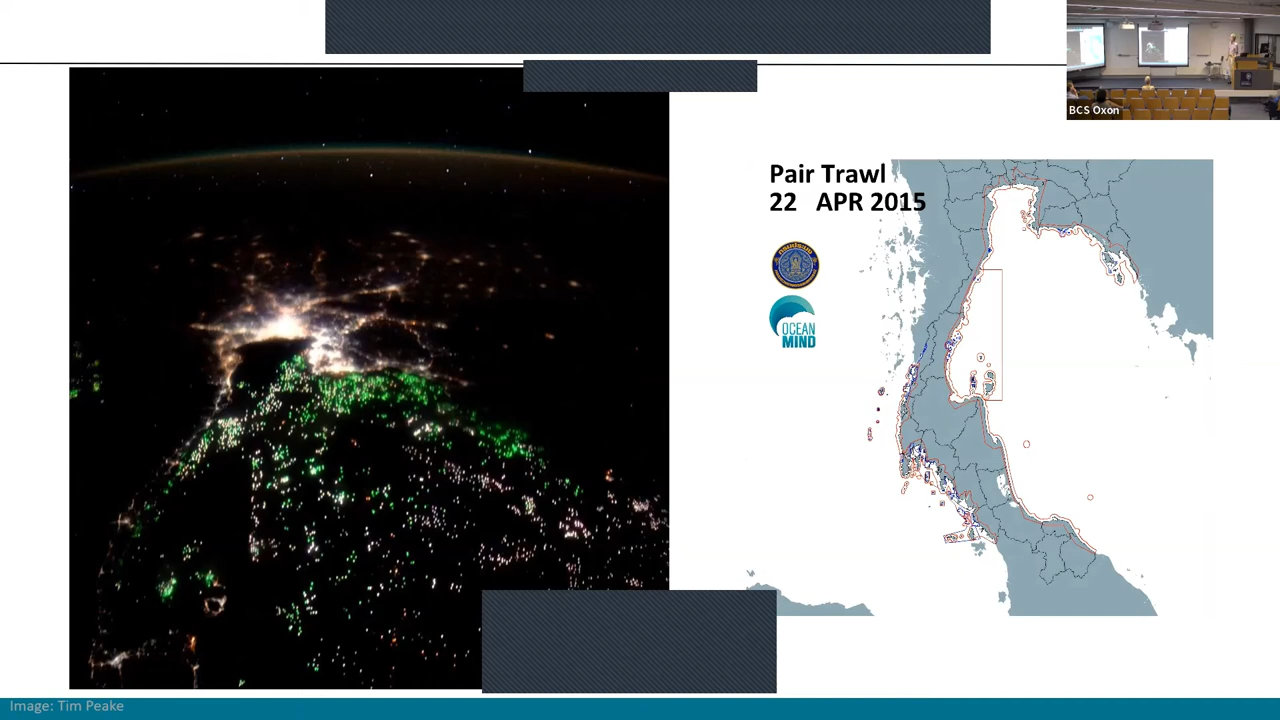 BCS Oxon
Pair Trawl
22 APR 2015
OCEAN
MIND
Image: Tim Peake